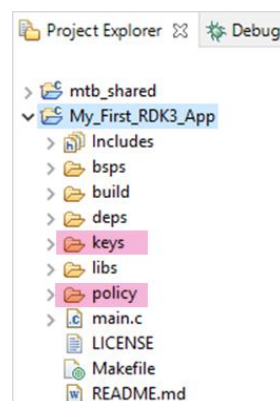 Project Explorer Debug
mtb_shared
My_First_RDK3_App
Includes
bsps
build
deps
keys
libs
policy
main.c
LICENSE
Makefile
README.md